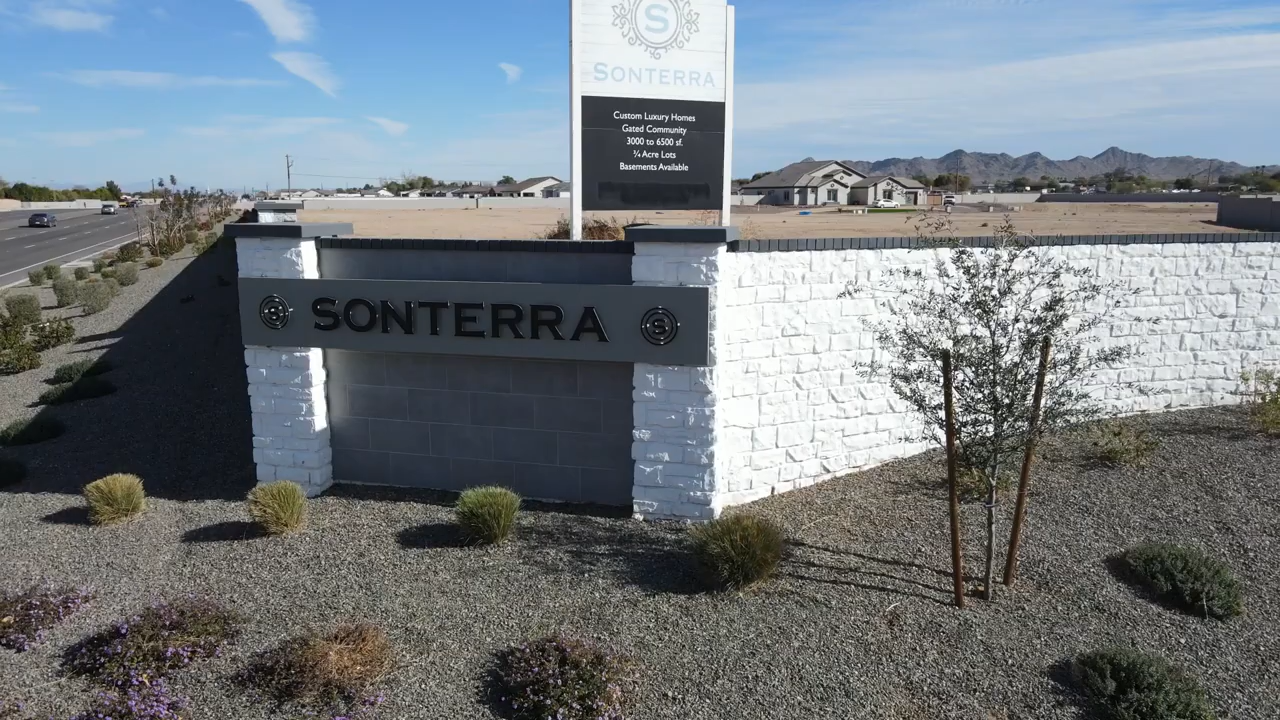 S
SONTERRA
Custom Luxury Homes
Gated Community
3000 to 6500 sf.
¾ Acre Lots
Basements Available
S SONTERRA S